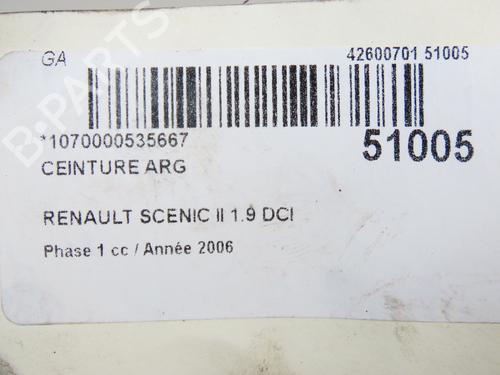 GA
42600701 51005
*1070000535667
51005
CEINTURE ARG
RENAULT SCENIC II 1.9 DCI
Phase 1 cc / Année 2006
B-PARTS